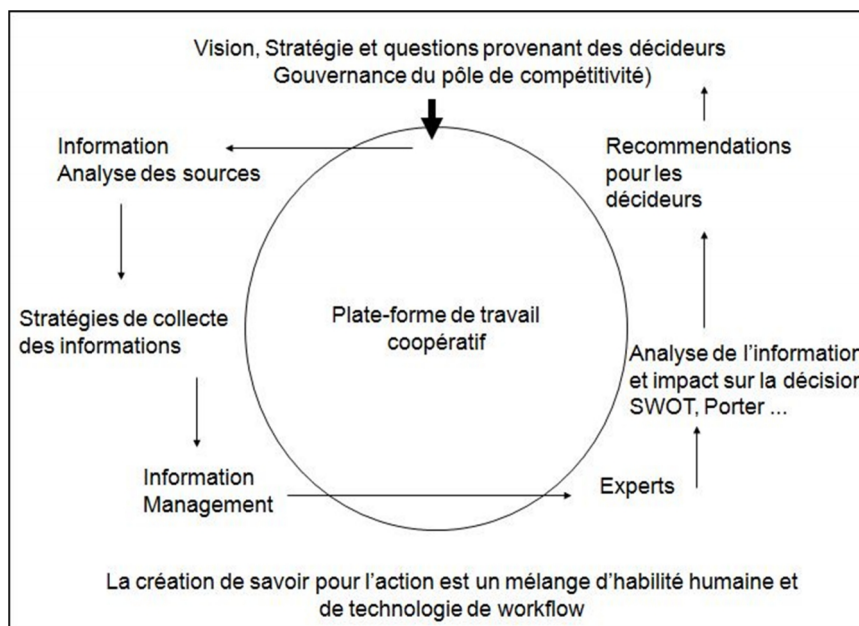 Vision, Stratégie et questions provenant des décideurs
Gouvernance du pôle de compétitivité)
Information
Analyse des sources
Stratégies de collecte
des informations
Information
Management
Plate-forme de travail
coopératif
Experts
Analyse de l'information
et impact sur la décision
SWOT, Porter ...
Recommendations
pour les
décideurs
La création de savoir pour l'action est un mélange d'habilité humaine et
de technologie de workflow